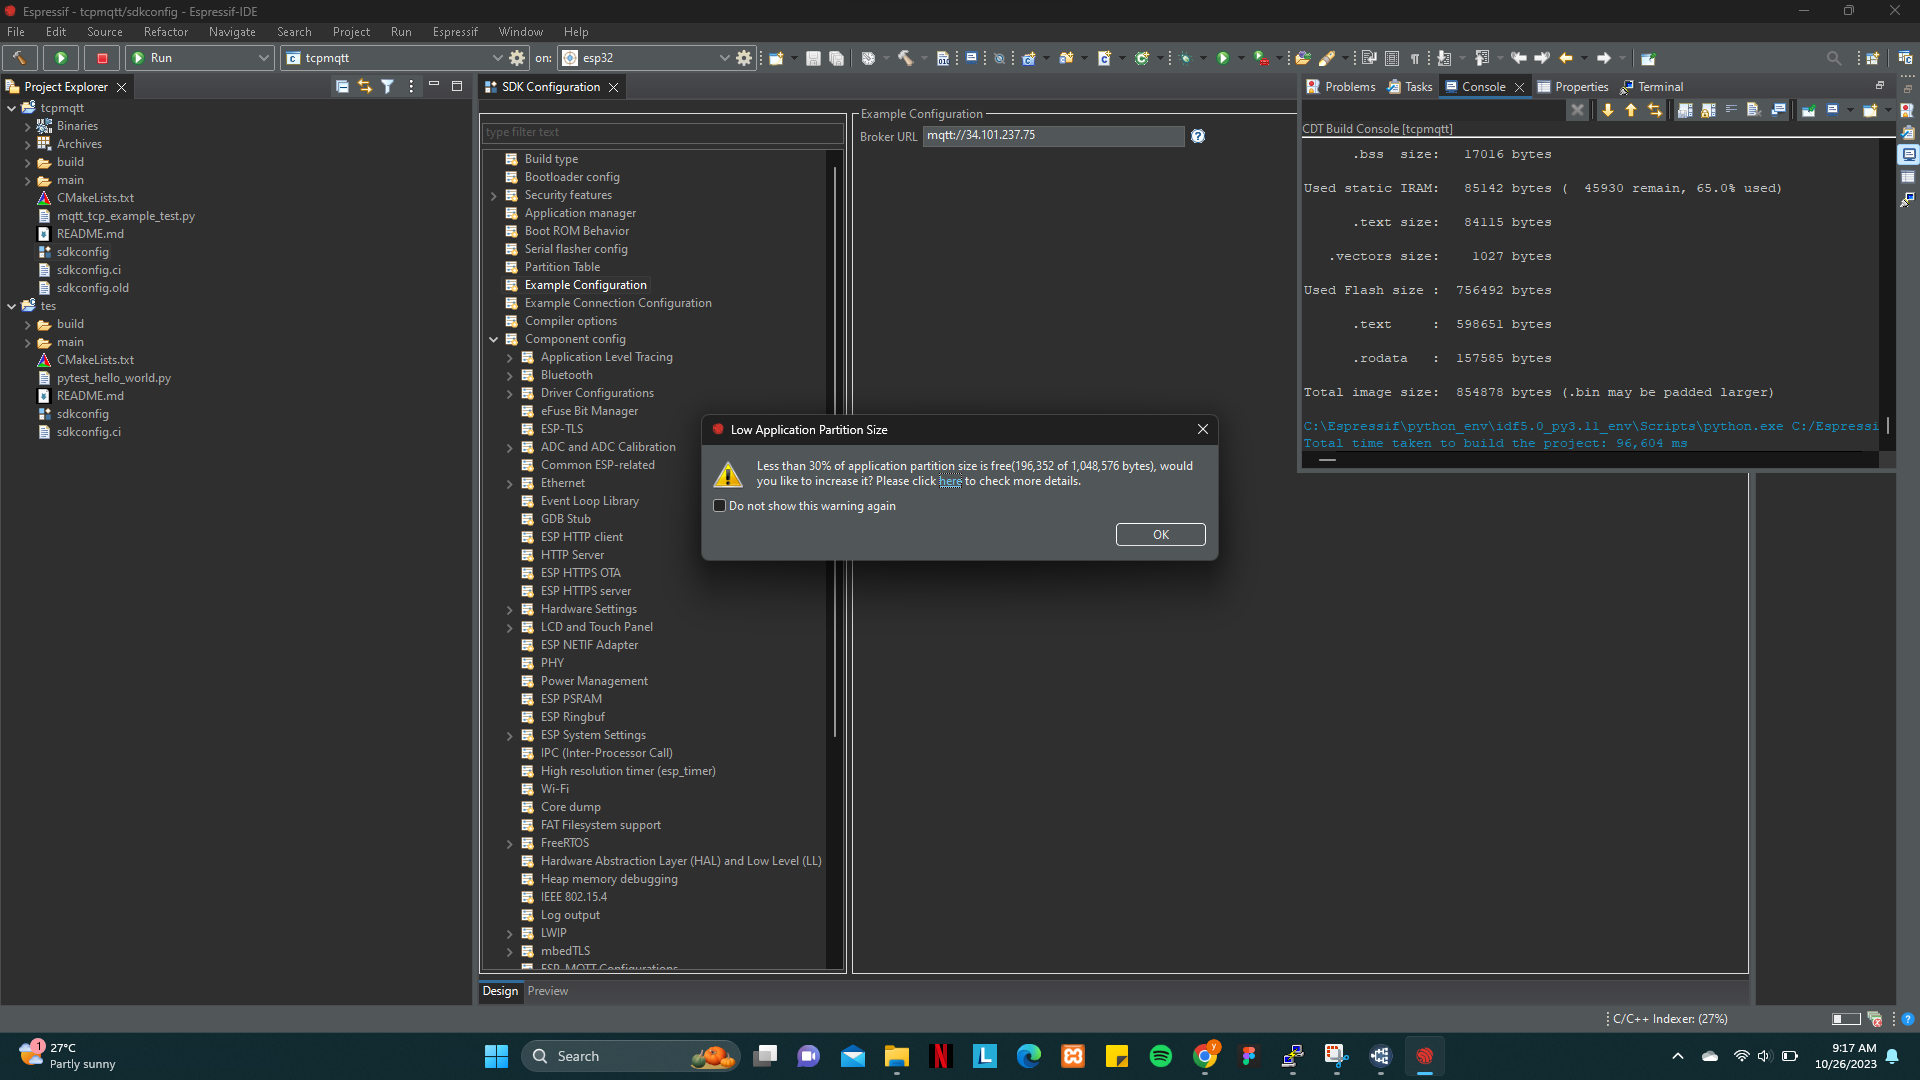 Espressif - tcpmqtt/sdkconfig - Espressif-IDE
File Edit Source Refactor Navigate Search Project Run Espressif Window Help
Run
tcpmqtt
on:
esp32
Project Explorer
tcpmqtt
Binaries
Archives
build
main
CMakeLists.txt
mqtt_tcp_example_test.py
README.md
sdkconfig
sdkconfig.ci
sdkconfig.old
tes
build
main
CMakeLists.txt
pytest_hello_world.py
README.md
sdkconfig
sdkconfig.ci
SDK Configuration
type filter text
Build type
Bootloader config
Security features
Application manager
Boot ROM Behavior
Serial flasher config
Partition Table
Example Configuration
Example Connection Configuration
Compiler options
Component config
Application Level Tracing
Bluetooth
Driver Configurations
eFuse Bit Manager
ESP-TLS
ADC and ADC Calibration
Common ESP-related
Ethernet
Event Loop Library
GDB Stub
ESP HTTP client
HTTP Server
ESP HTTPS OTA
ESP HTTPS server
Hardware Settings
LCD and Touch Panel
ESP NETIF Adapter
PHY
Power Management
ESP PSRAM
ESP Ringbuf
ESP System Settings
IPC (Inter-Processor Call)
High resolution timer (esp_timer)
Wi-Fi
Core dump
FAT Filesystem support
FreeRTOS
Hardware Abstraction Layer (HAL) and Low Level (LL)
Heap memory debugging
IEEE 802.15.4
Log output
LWIP
mbedTLS
ESP-MQTT Configurations
Design Preview
Example Configuration
Broker URL mqtt://34.101.237.75
Low Application Partition Size
Less than 30% of application partition size is free(196,352 of 1,048,576 bytes), would
you like to increase it? Please click here to check more details.
Do not show this warning again
OK
Problems Tasks Console Properties Terminal
CDT Build Console [tcpmqtt]
.bss size: 17016 bytes
Used static IRAM: 85142 bytes ( 45930 remain, 65.0% used)
.text size: 84115 bytes
.vectors size: 1027 bytes
Used Flash size : 756492 bytes
.text : 598651 bytes
.rodata : 157585 bytes
Total image size: 854878 bytes (.bin may be padded larger)
C:\Espressif\python_env\idf5.0_py3.11_env\Scripts\python.exe C:/Espressi
Total time taken to build the project: 96,604 ms
C/C++ Indexer: (27%)
1
27°C
Partly sunny
Search
9:17 AM
10/26/2023